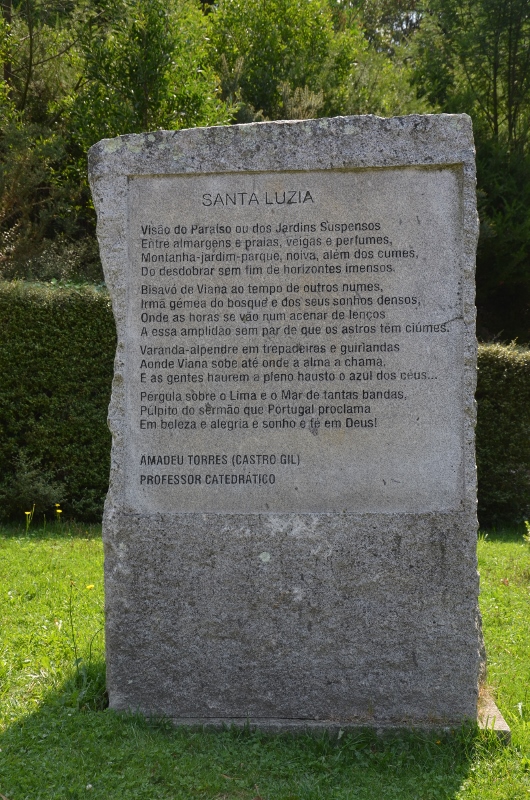 SANTA LUZIA
Visão do Paraíso ou dos Jardins Suspensos
Entre almargens e praias, veigas e perfumes,
Montanha-jardim-parque, noiva, além dos cumes,
Do desdobrar sem fim de horizontes imensos.
Bisavó de Viana ao tempo de outros numes,
Irmã gémea do bosque e dos seus sonhos densos,
Onde as horas se vão num acenar de lenços
A essa amplidão sem par de que os astros têm ciúmes.
Varanda-alpendre em trepadeiras e guirlandas
Aonde Viana sobe até onde a alma a chama,
E as gentes haurem a pleno hausto o azul dos céus...
Pérgula sobre o Lima e o Mar de tantas bandas,
Púlpito do sermão que Portugal proclama
Em beleza e alegria e sonho e fé em Deus!
AMADEU TORRES (CASTRO GIL)
PROFESSOR CATEDRÁTICO